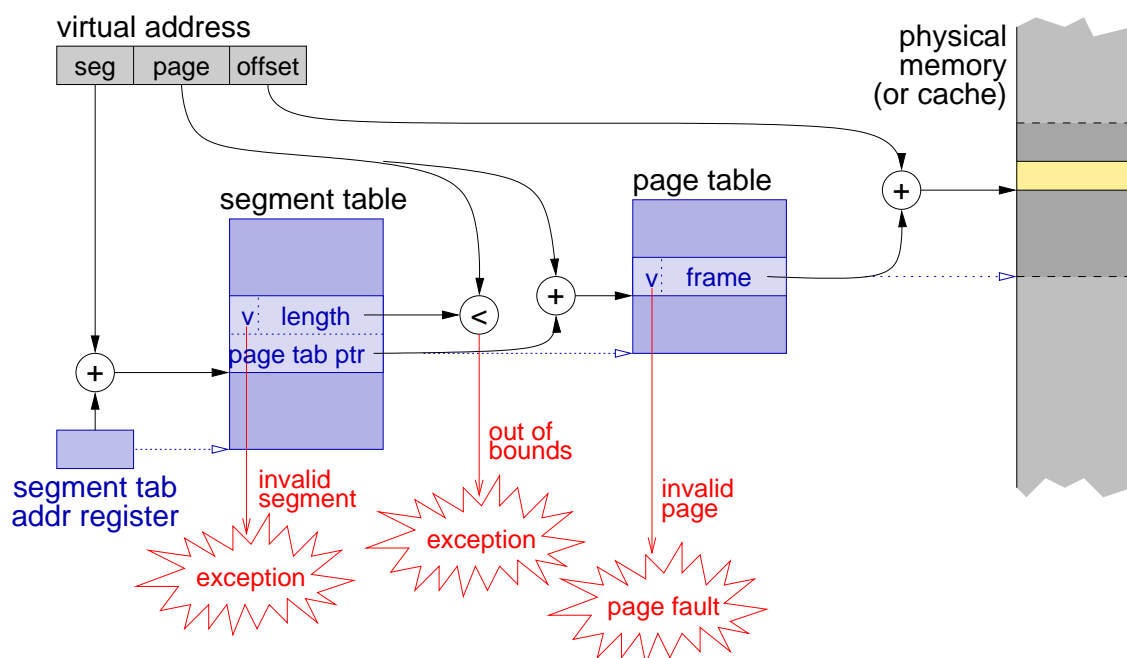 virtual address
seg page offset
physical
memory
(or cache)
segment table
page table
+
v frame
+
v length
<
page tab ptr
+
segment tab
addr register
out of
bounds
invalid
segment
invalid
page
exception
exception
page fault